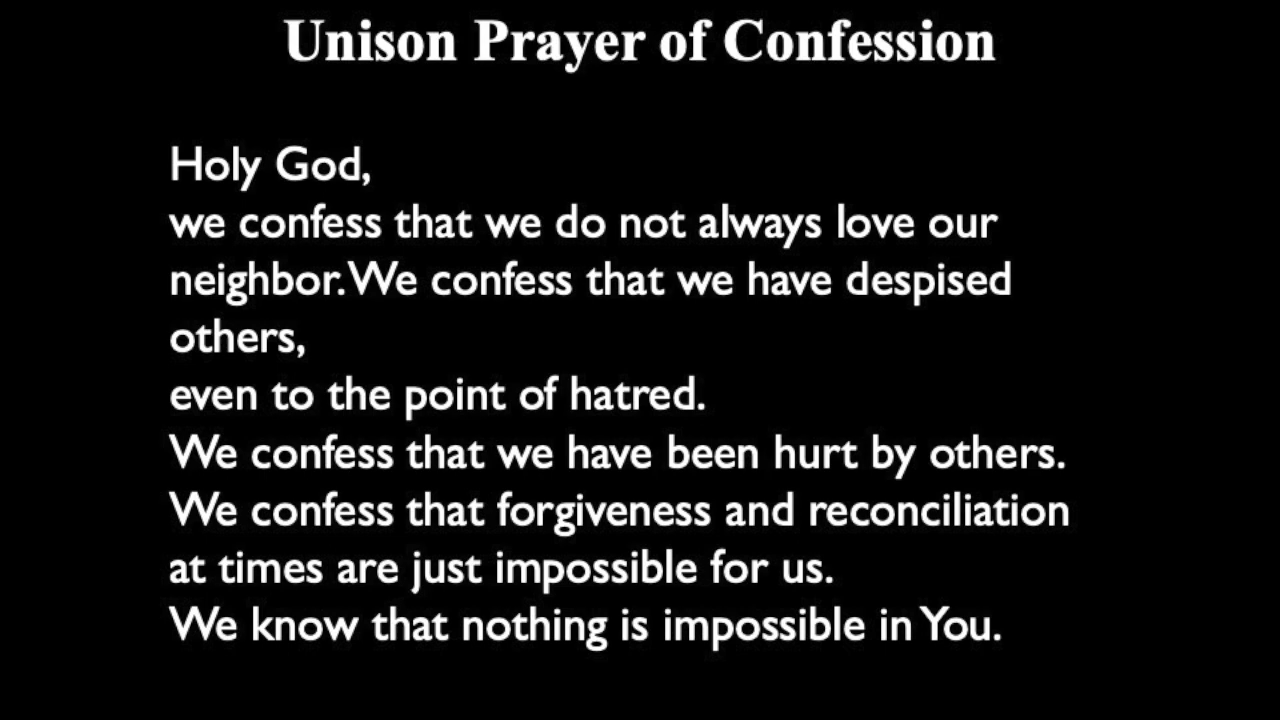 Unison Prayer of Confession
Holy God,
we confess that we do not always love our
neighbor. We confess that we have despised
others,
even to the point of hatred.
We confess that we have been hurt by others.
We confess that forgiveness and reconciliation
at times are just impossible for us.
We know that nothing is impossible in You.